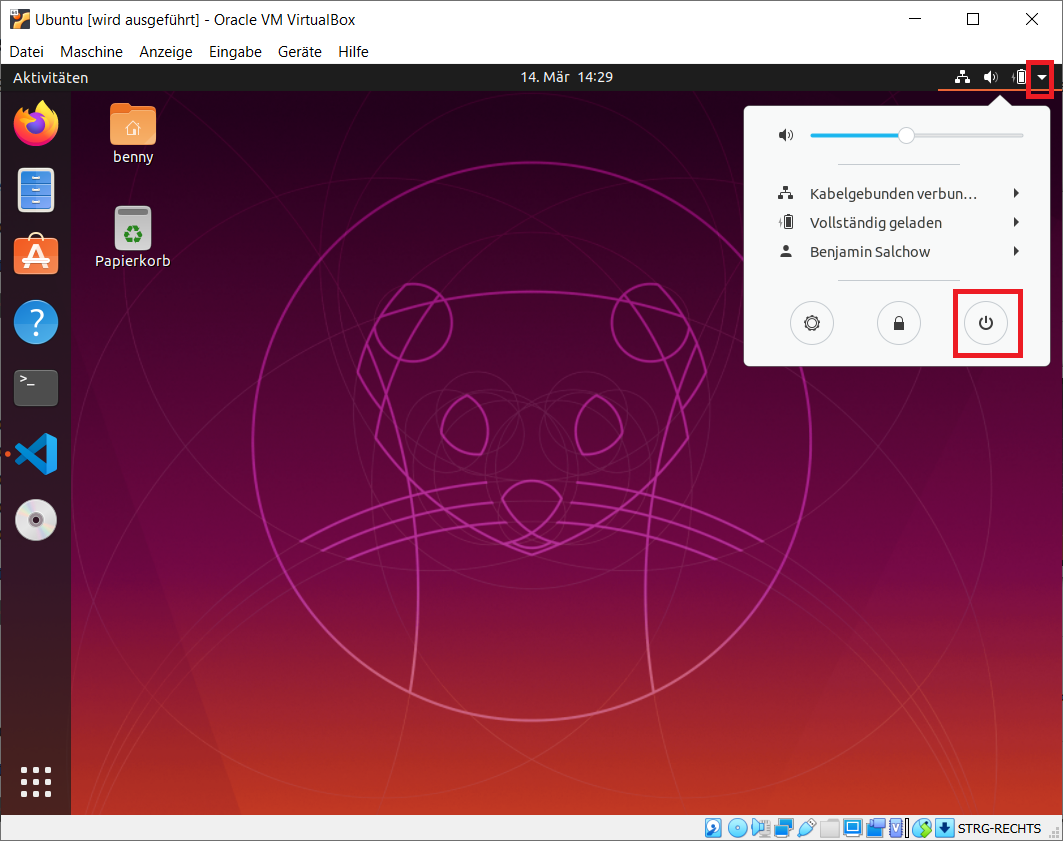 Ubuntu [wird ausgeführt] - Oracle VM VirtualBox
Datei Maschine Anzeige Eingabe Geräte Hilfe
Aktivitäten 14. Mär 14:29
benny
Papierkorb
Kabelgebunden verbun…
Vollständig geladen
Benjamin Salchow
>_
STRG-RECHTS